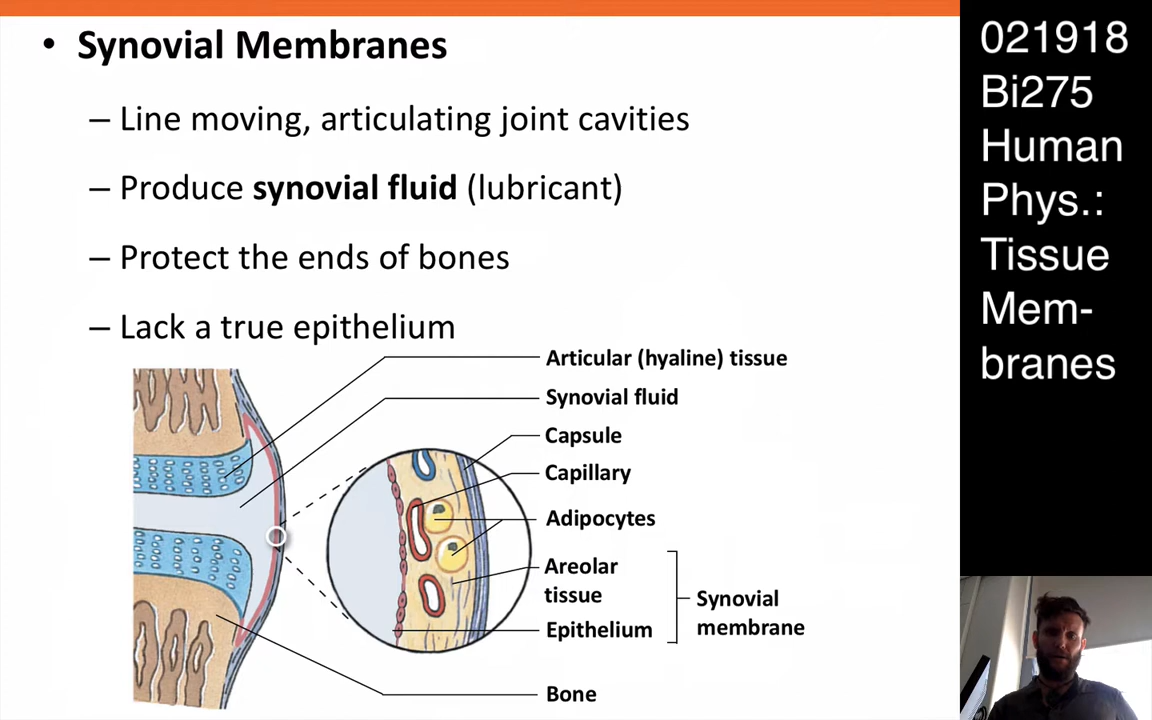 • Synovial Membranes
– Line moving, articulating joint cavities
– Produce synovial fluid (lubricant)
– Protect the ends of bones
– Lack a true epithelium
Articular (hyaline) tissue
Synovial fluid
Capsule
Capillary
Adipocytes
Areolar
tissue
Epithelium
Synovial
membrane
Bone
021918
Bi275
Human
Phys.:
Tissue
Mem-
branes